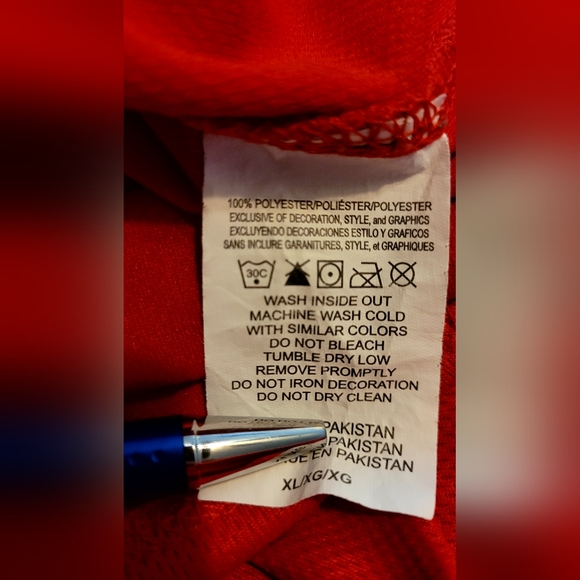 100% POLYESTER/POLIÉSTER/POLYESTER
EXCLUSIVE OF DECORATION, STYLE, and GRAPHICS
EXCLUYENDO DECORACIONES ESTILO Y GRAFICOS
SANS INCLURE GARANITURES, STYLE, et GRAPHIQUES
30C
WASH INSIDE OUT
MACHINE WASH COLD
WITH SIMILAR COLORS
DO NOT BLEACH
TUMBLE DRY LOW
REMOVE PROMPTLY
DO NOT IRON DECORATION
DO NOT DRY CLEAN
PAKISTAN
PAKISTAN
EN PAKISTAN
XL/XG/XG